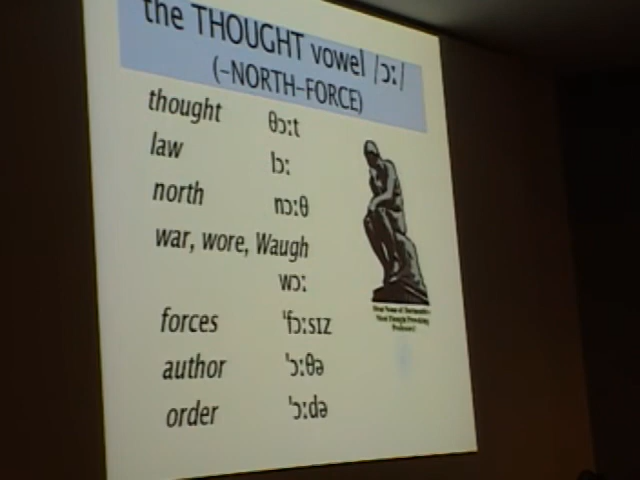 the THOUGHT vowel /ɔː/
(–NORTH–FORCE)
thought θɔːt
law lɔː
north nɔːθ
war, wore, Waugh
wɔː
forces ˈfɔːsɪz
author ˈɔːθə
order ˈɔːdə